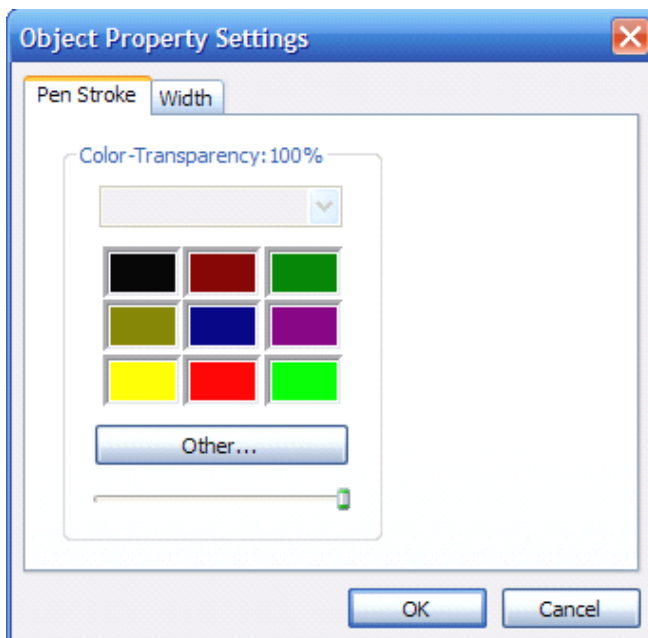 Object Property Settings
Pen Stroke
Width
Color-Transparency:100%
Other...
OK
Cancel